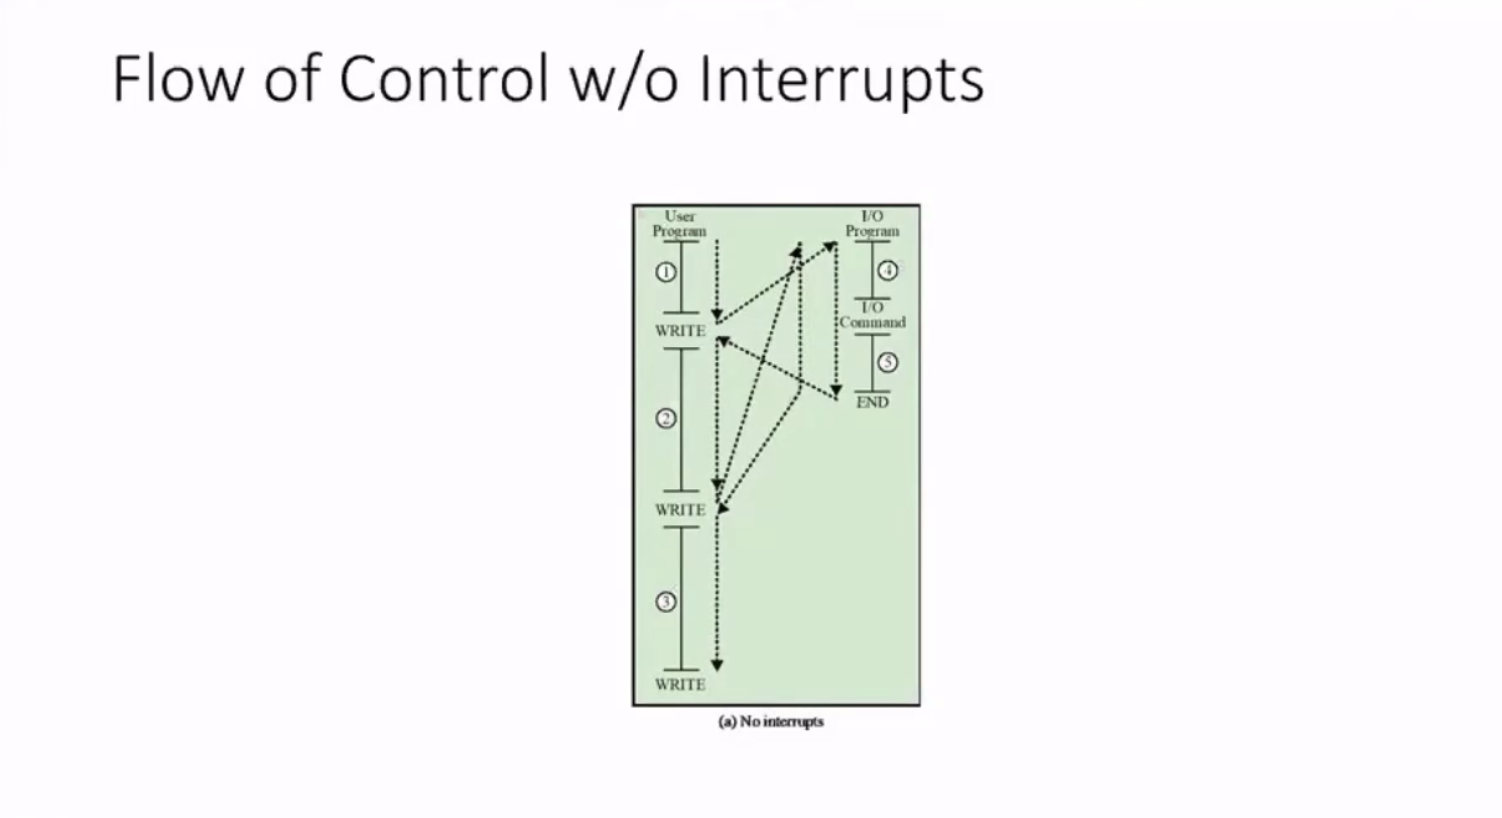 Flow of Control w/o Interrupts
User
Program
①
WRITE
②
WRITE
③
WRITE
I/O
Program
④
I/O
Command
⑤
END
(a) No interrupts